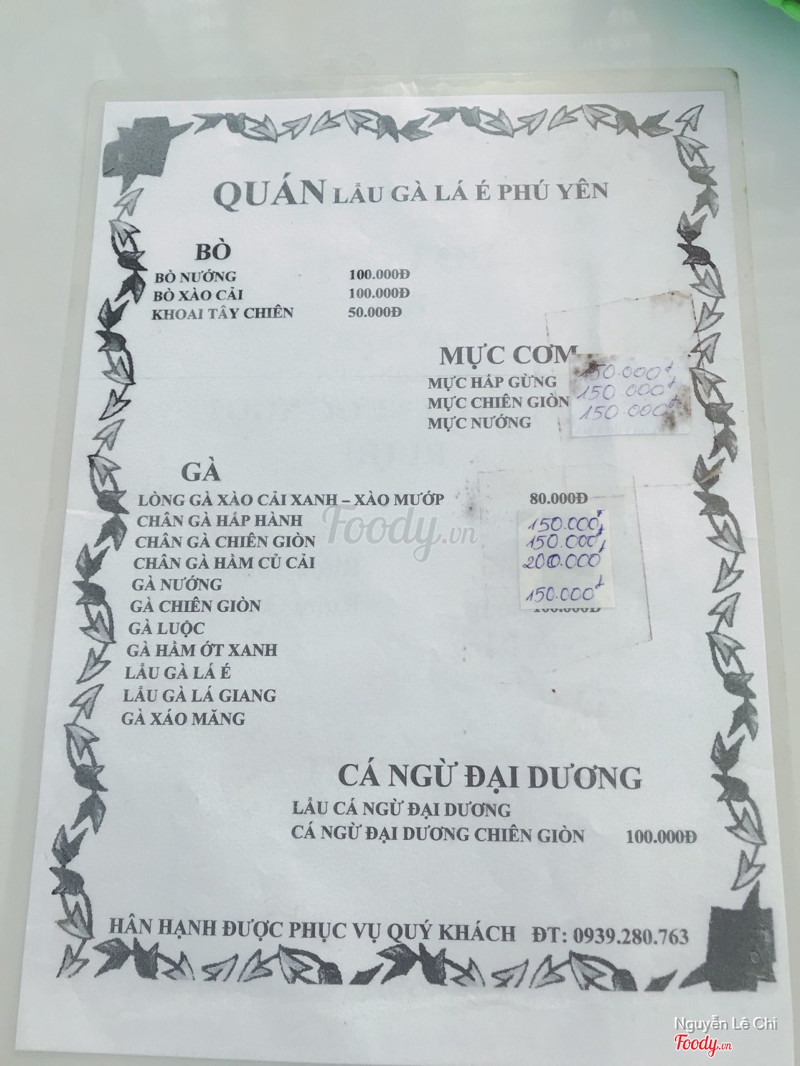 QUÁN LẨU GÀ LÁ É PHÚ YÊN
BÒ
BÒ NƯỚNG 100.000Đ
BÒ XÀO CẢI 100.000Đ
KHOAI TÂY CHIÊN 50.000Đ
MỰC CƠM
MỰC HẤP GỪNG 150.000đ
MỰC CHIÊN GIÒN 150.000đ
MỰC NƯỚNG 150.000đ
GÀ
LÒNG GÀ XÀO CẢI XANH – XÀO MƯỚP 80.000Đ
CHÂN GÀ HẤP HÀNH 150.000đ
CHÂN GÀ CHIÊN GIÒN 150.000đ
CHÂN GÀ HẦM CỦ CẢI 200.000
GÀ NƯỚNG 150.000đ
GÀ CHIÊN GIÒN 100.000Đ
GÀ LUỘC
GÀ HẦM ỚT XANH
LẨU GÀ LÁ É
LẨU GÀ LÁ GIANG
GÀ XÁO MĂNG
CÁ NGỪ ĐẠI DƯƠNG
LẨU CÁ NGỪ ĐẠI DƯƠNG
CÁ NGỪ ĐẠI DƯƠNG CHIÊN GIÒN 100.000Đ
HÂN HẠNH ĐƯỢC PHỤC VỤ QUÝ KHÁCH ĐT: 0939.280.763
Foody.vn
Nguyễn Lê Chi
Foody.vn